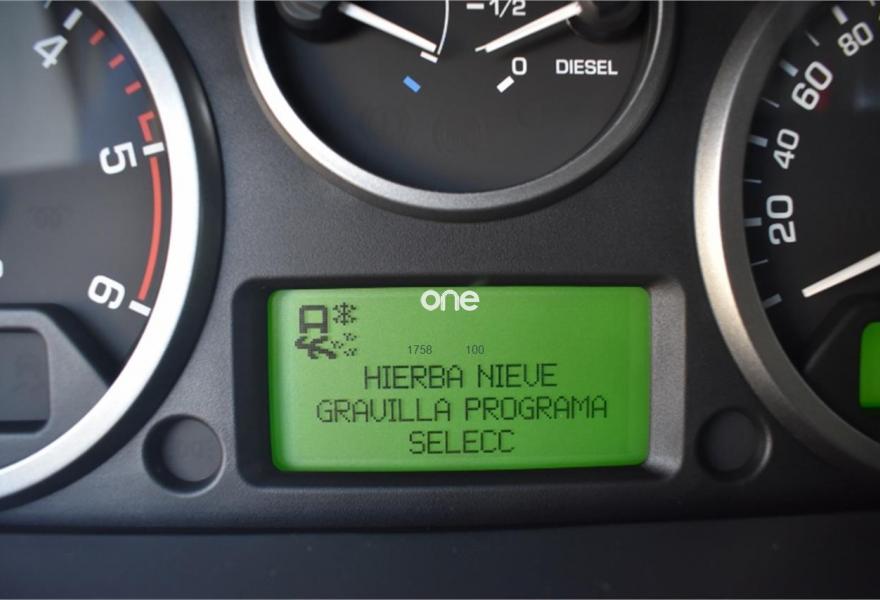 4
5
6
1/2
0 DIESEL
80
60
40
20
one
1758 100
HIERBA NIEVE
GRAVILLA PROGRAMA
SELECC